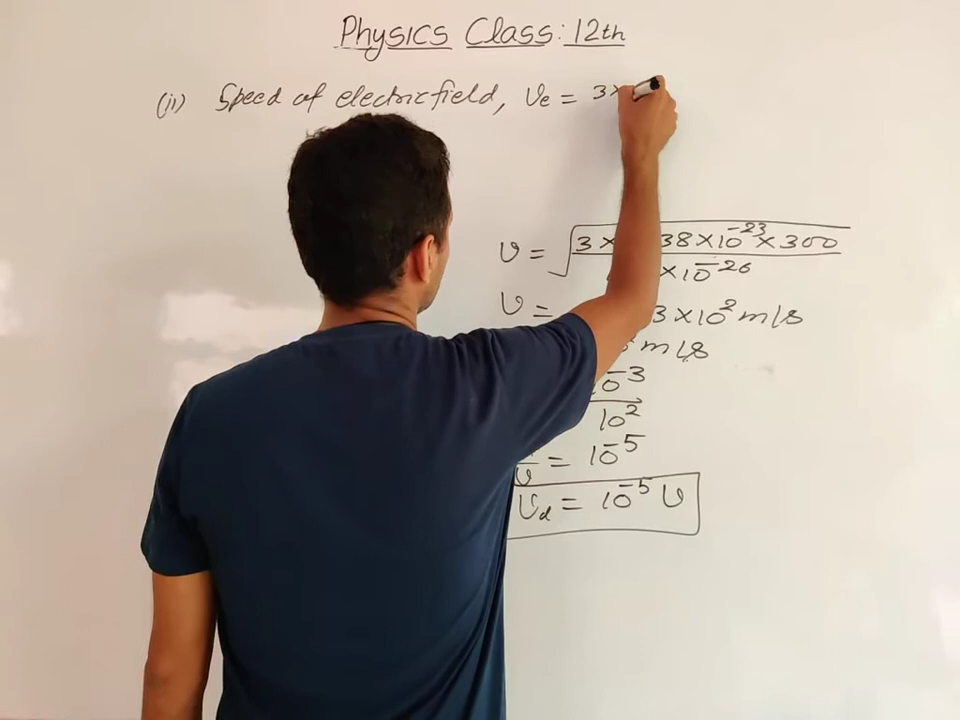 Physics Class: 12th
(ii) Speed of electric field, Ve = 3×
v = √ 3× 38×10⁻²³×300
×10⁻²⁶
v = 3×10² m/s
m/s
10⁻³
10²
v = 10⁻⁵
Vd = 10⁻⁵ v